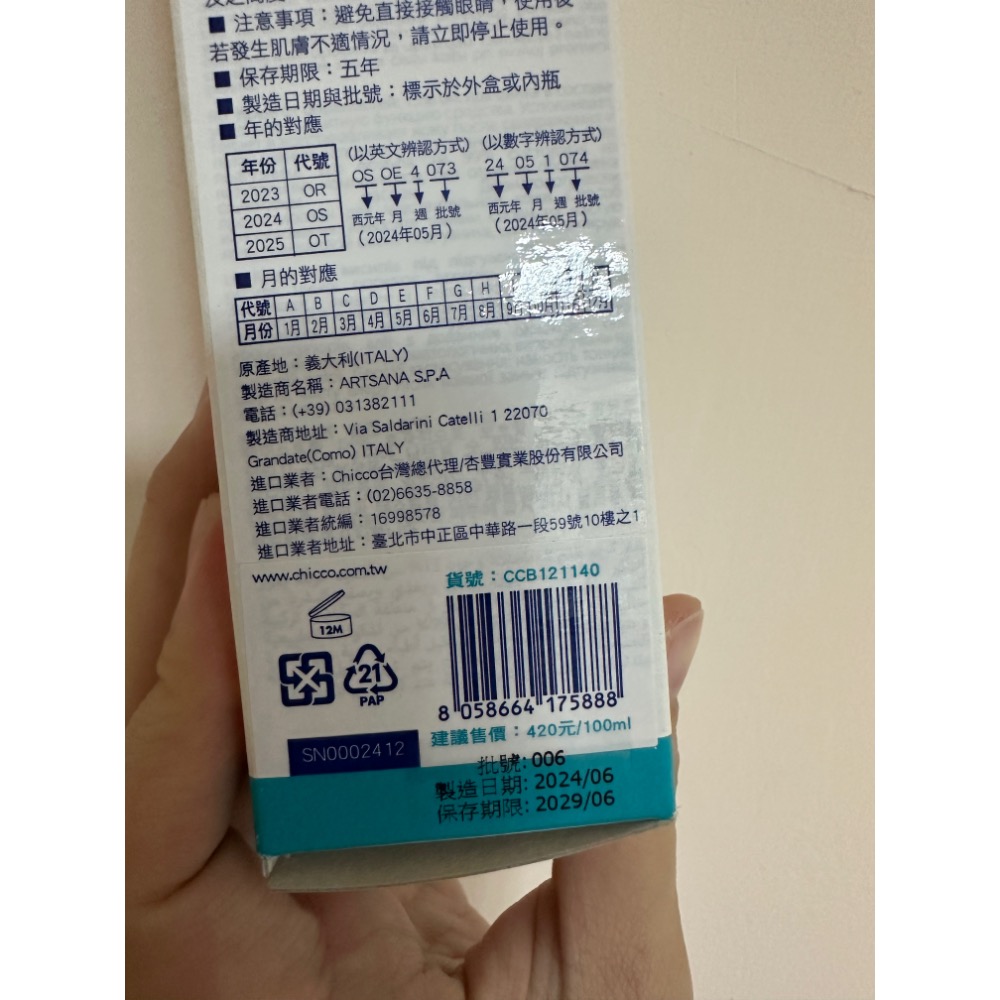 ■ 注意事項：避免直接接觸眼睛，使用後
若發生肌膚不適情況，請立即停止使用。
■ 保存期限：五年
■ 製造日期與批號：標示於外盒或內瓶
■ 年的對應
年份 代號
2023 OR
2024 OS
2025 OT
(以英文辨認方式)
OS OE 4 073
西元年 月 週 批號
(2024年05月)
(以數字辨認方式)
24 05 1 074
西元年 月 週 批號
(2024年05月)
■ 月的對應
代號 A B C D E F G H
月份 1月 2月 3月 4月 5月 6月 7月 8月
原產地：義大利(ITALY)
製造商名稱：ARTSANA S.P.A
電話：(+39) 031382111
製造商地址：Via Saldarini Catelli 1 22070
Grandate(Como) ITALY
進口業者：Chicco台灣總代理/杏豐實業股份有限公司
進口業者電話：(02)6635-8858
進口業者統編：16998578
進口業者地址：臺北市中正區中華路一段59號10樓之1
www.chicco.com.tw
貨號：CCB121140
12M
21
PAP
8 058664 175888
建議售價：420元/100ml
SN0002412
批號: 006
製造日期: 2024/06
保存期限: 2029/06